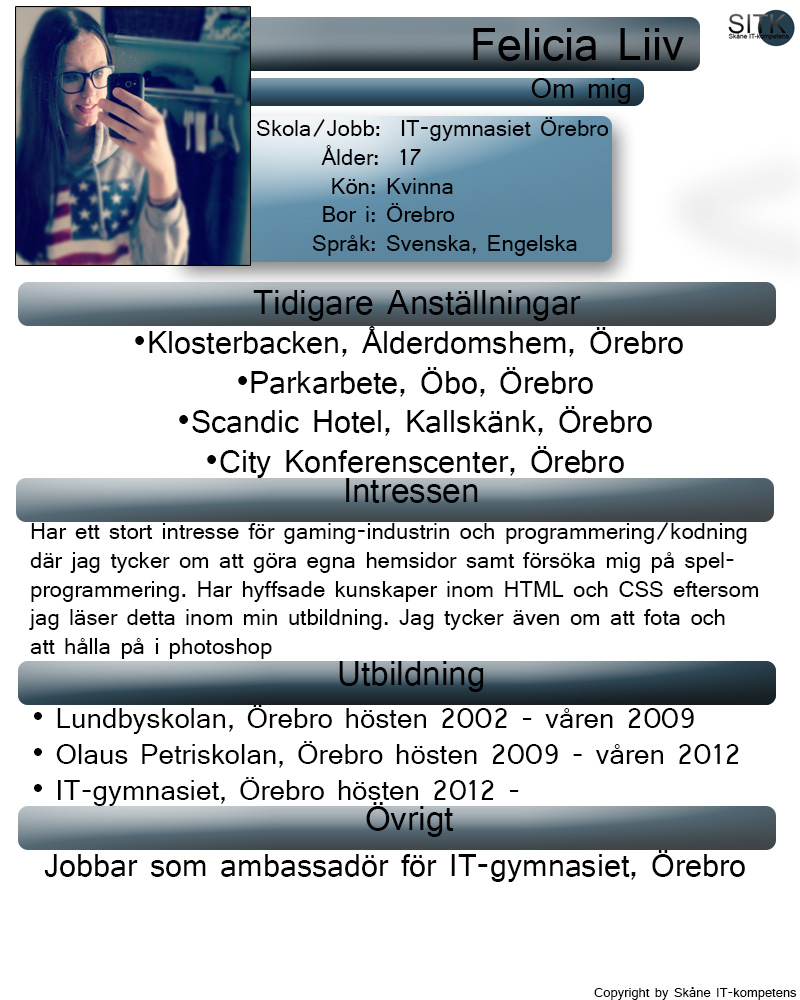 Felicia Liiv
SITK
Skåne IT-kompetens
Om mig
Skola/Jobb: IT-gymnasiet Örebro
Ålder: 17
Kön: Kvinna
Bor i: Örebro
Språk: Svenska, Engelska
Tidigare Anställningar
•Klosterbacken, Ålderdomshem, Örebro
•Parkarbete, Öbo, Örebro
•Scandic Hotel, Kallskänk, Örebro
•City Konferenscenter, Örebro
Intressen
Har ett stort intresse för gaming-industrin och programmering/kodning
där jag tycker om att göra egna hemsidor samt försöka mig på spel-
programmering. Har hyffsade kunskaper inom HTML och CSS eftersom
jag läser detta inom min utbildning. Jag tycker även om att fota och
att hålla på i photoshop
Utbildning
• Lundbyskolan, Örebro hösten 2002 - våren 2009
• Olaus Petriskolan, Örebro hösten 2009 - våren 2012
• IT-gymnasiet, Örebro hösten 2012 -
Övrigt
Jobbar som ambassadör för IT-gymnasiet, Örebro
Copyright by Skåne IT-kompetens